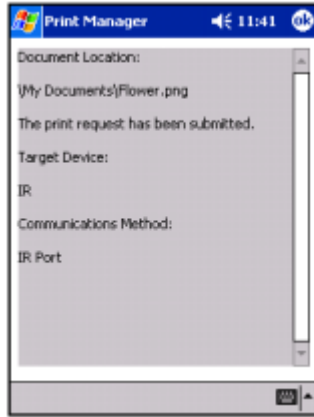 Print Manager 11:41 ok
Document Location:
\My Documents\Flower.png
The print request has been submitted.
Target Device:
IR
Communications Method:
IR Port